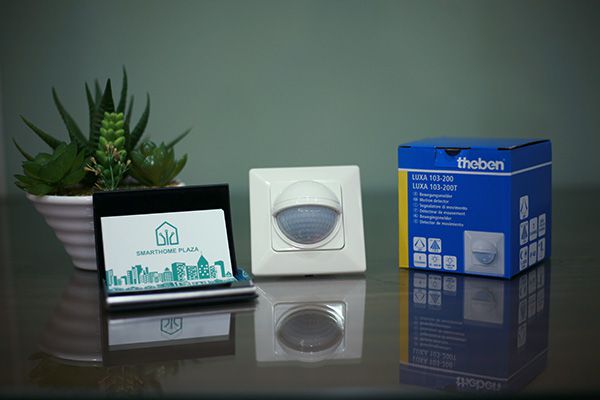 SMARTHOME PLAZA
theben
LUXA 103-200
LUXA 103-200T
Bewegungsmelder
Motion detector
Segnalatore di movimento
Détecteur de mouvement
Bewegingsmelder
Detector de movimiento